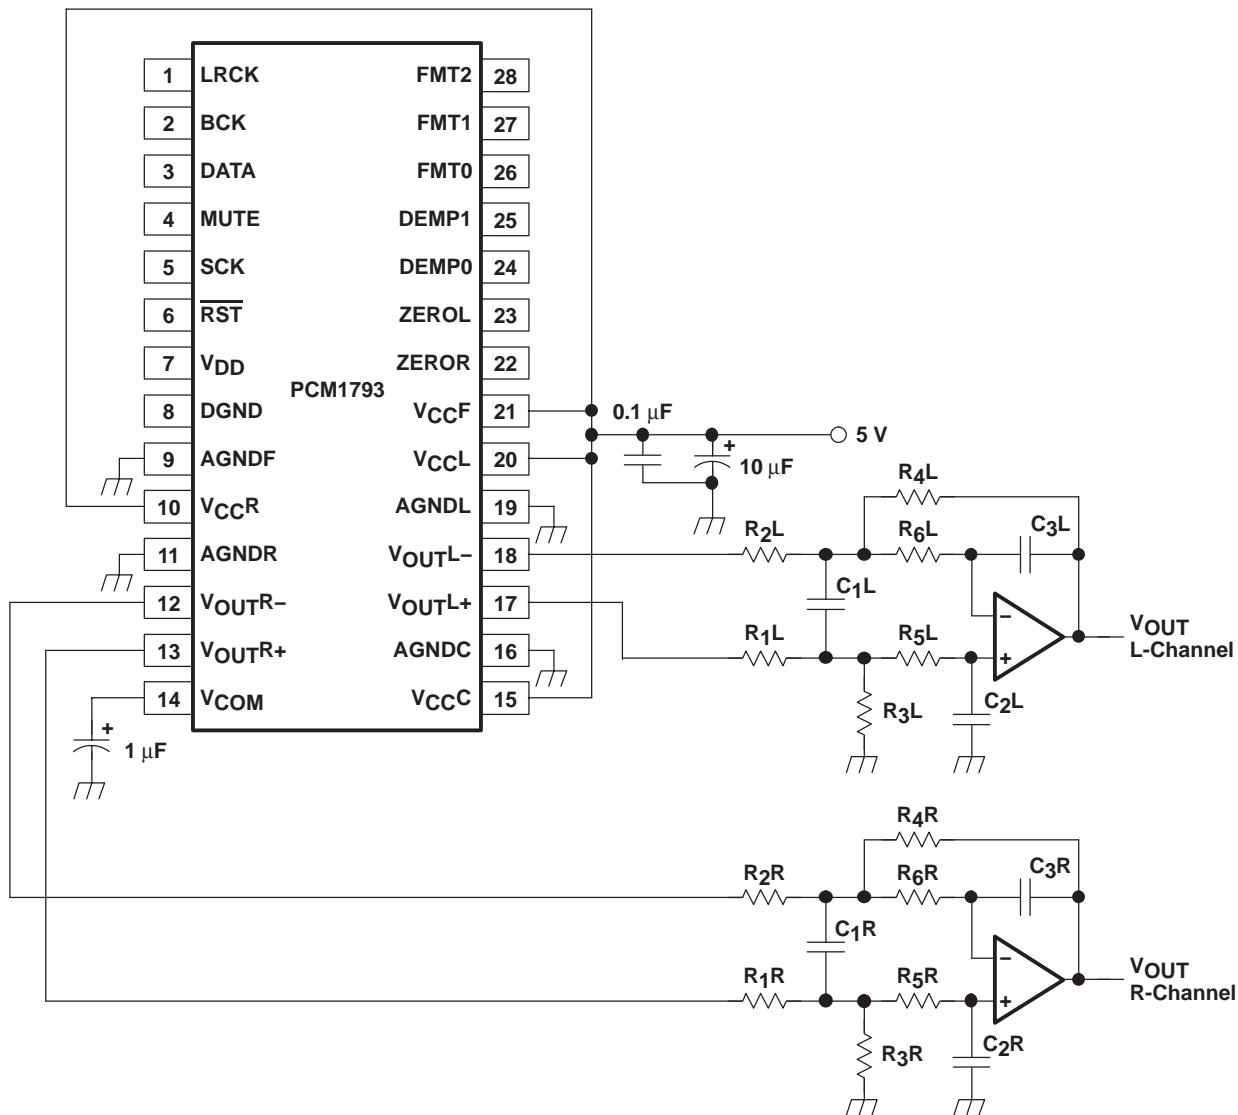 1 LRCK FMT2 28
2 BCK FMT1 27
3 DATA FMT0 26
4 MUTE DEMP1 25
5 SCK DEMP0 24
6 RST ZEROL 23
7 VDD ZEROR 22
PCM1793
8 DGND VCCF 21
0.1 μF
5 V
9 AGNDF VCCL 20
+
10 μF
10 VCCR AGNDL 19
11 AGNDR VOUTL– 18
12 VOUTR– VOUTL+ 17
13 VOUTR+ AGNDC 16
14 VCOM VCCC 15
+
1 μF
R4L
R2L R6L C3L
C1L
–
R1L R5L +
VOUT
L-Channel
R3L C2L
R4R
R2R R6R C3R
C1R
–
R1R R5R +
VOUT
R-Channel
R3R C2R